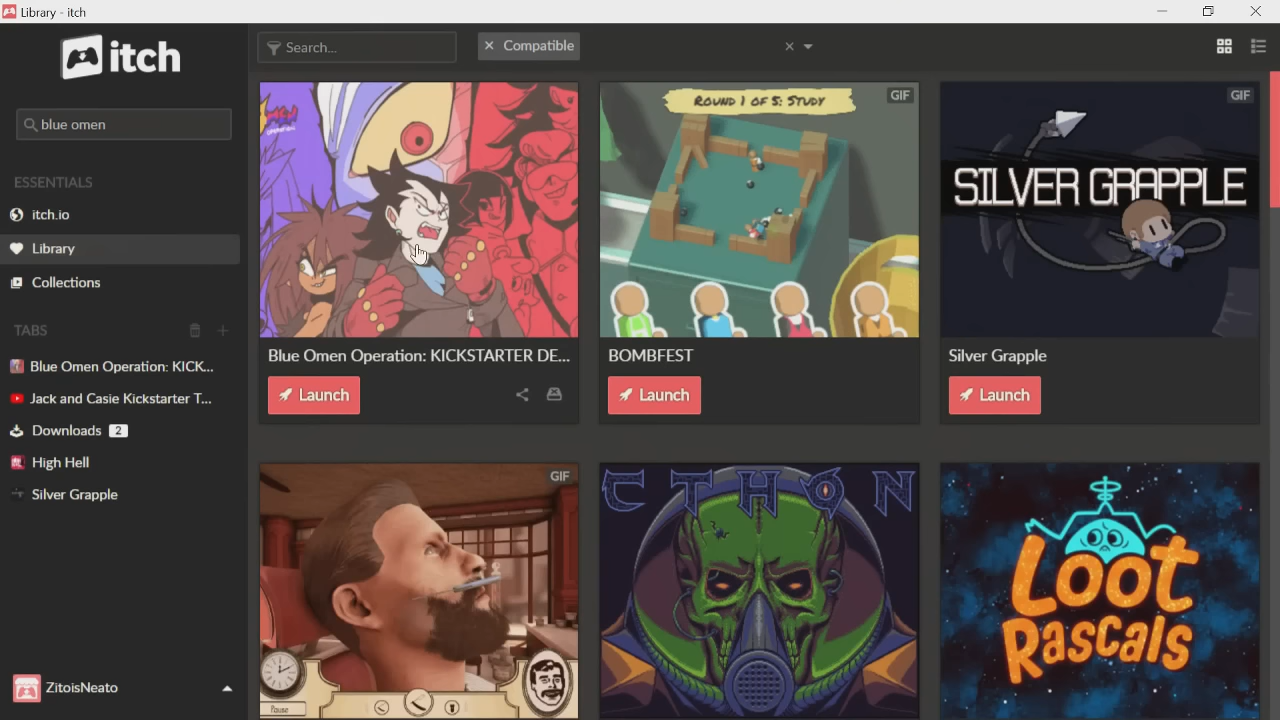 Library - itch
itch
Search...
Compatible
blue omen
ESSENTIALS
itch.io
Library
Collections
TABS
Blue Omen Operation: KICK...
Jack and Casie Kickstarter T...
Downloads 2
High Hell
Silver Grapple
ZitoisNeato
ROUND 1 OF 5: STUDY
GIF
GIF
SILVER GRAPPLE
Blue Omen Operation: KICKSTARTER DE...
BOMBFEST
Silver Grapple
Launch
Launch
Launch
GIF
Pause
CTHON
LOOT
RASCALS